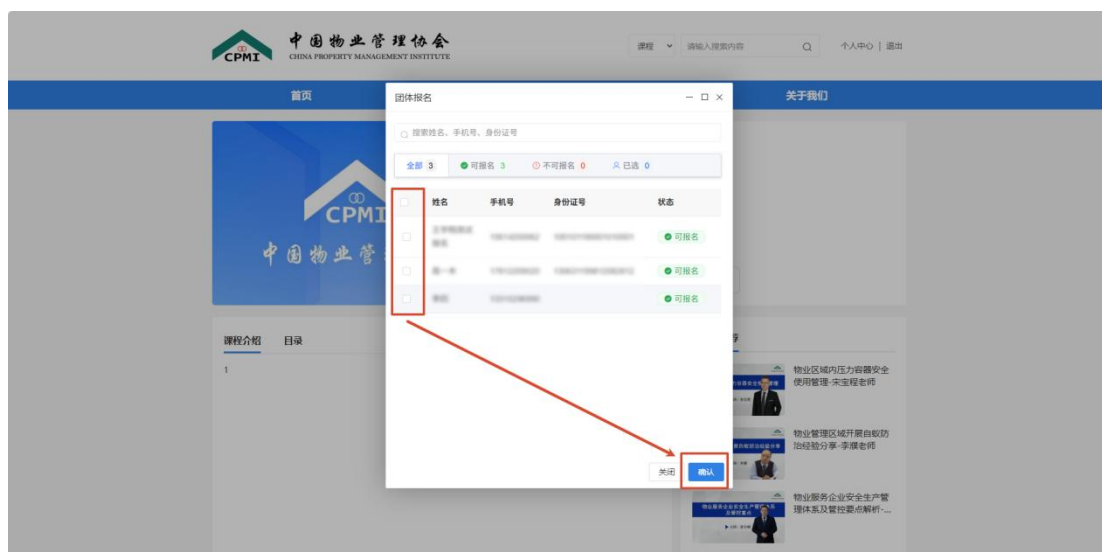 中国物业管理协会
CPMI
CHINA PROPERTY MANAGEMENT INSTITUTE
课程
请输入搜索内容
个人中心 | 退出
首页
关于我们
团体报名
搜索姓名、手机号、身份证号
全部 3
可报名 3
不可报名 0
已选 0
姓名 手机号 身份证号 状态
可报名
可报名
可报名
关闭
确认
CPMI
中国物业管
课程介绍 目录
1
物业区域内压力容器安全
使用管理-宋宝程老师
物业管理区域开展白蚁防
治经验分享-李濮老师
物业服务企业安全生产管
理体系及管控要点解析-...